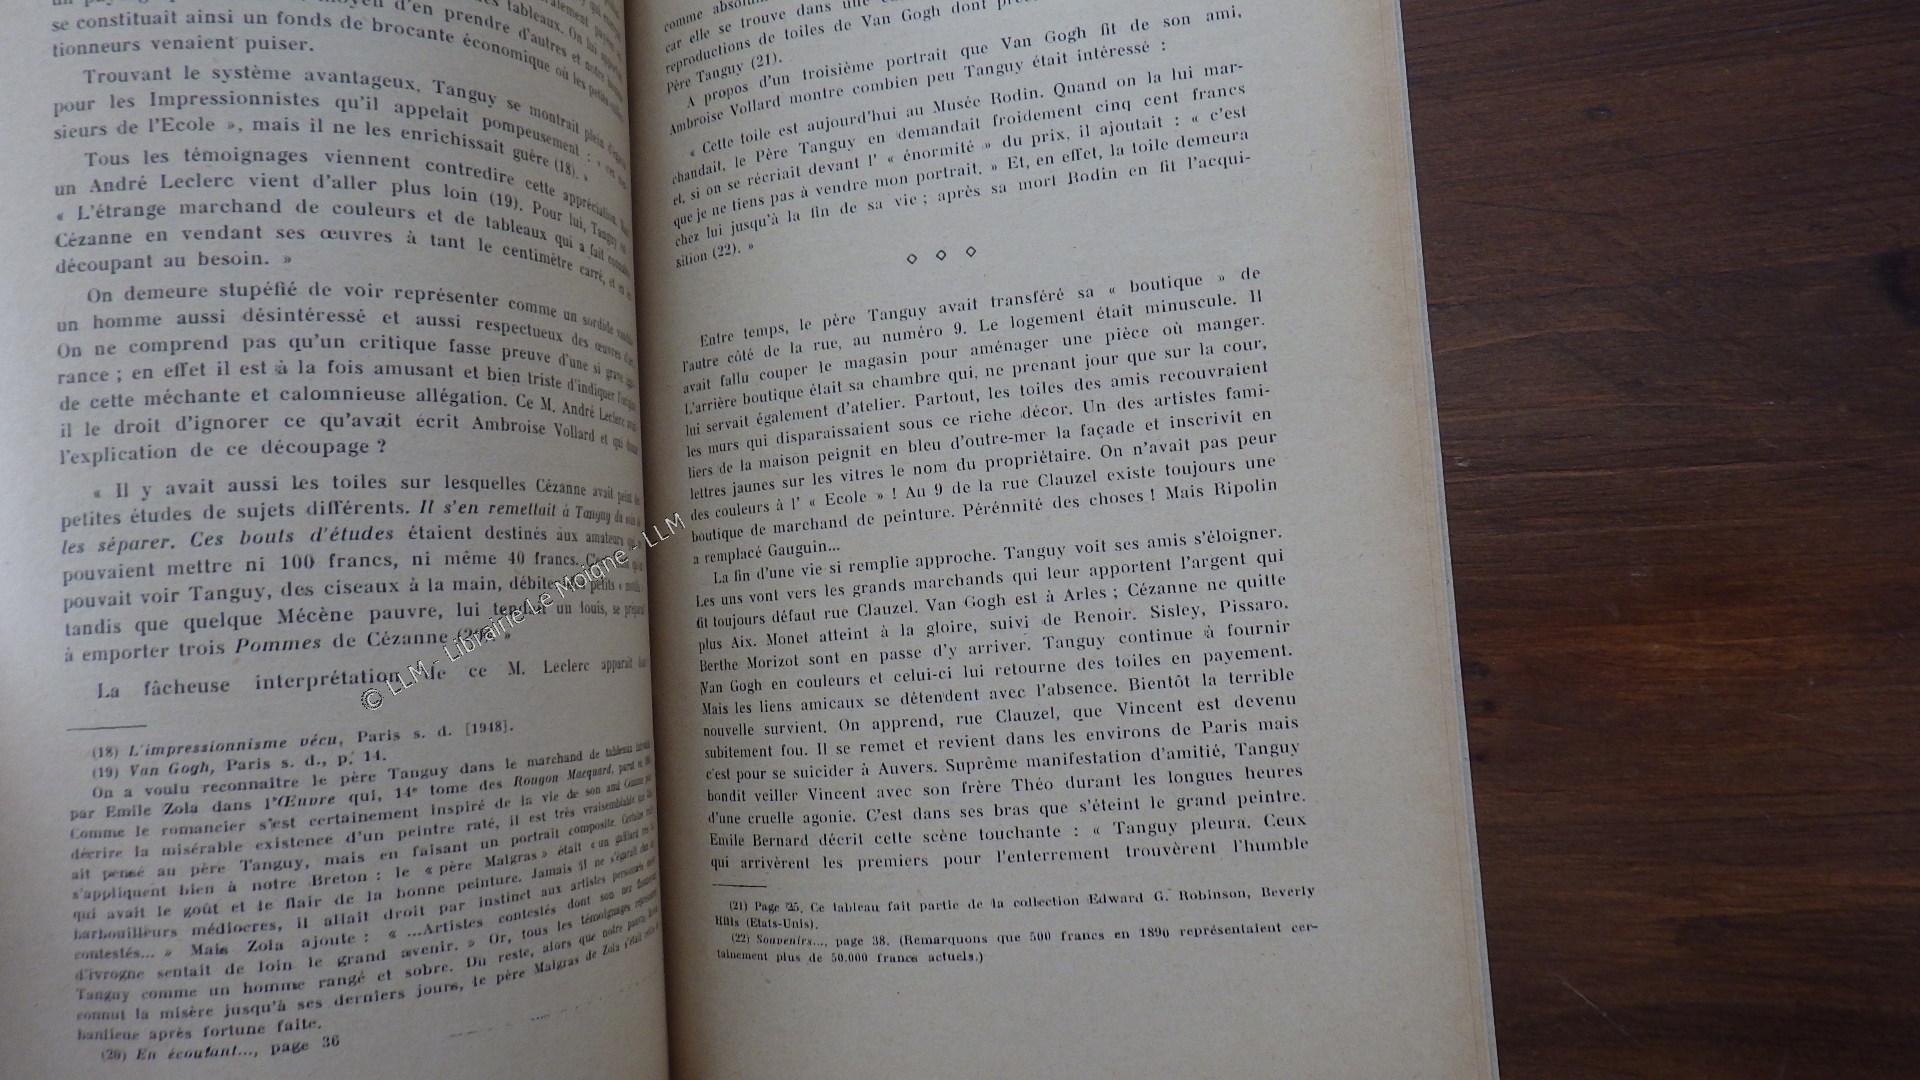 se constituait ainsi un fonds de brocante économique où les petits
tionneurs venaient puiser.
Trouvant le système avantageux, Tanguy se montrait plein
pour les Impressionnistes qu'il appelait pompeusement : «
sieurs de l'Ecole », mais il ne les enrichissait guère (18). »
Tous les témoignages viennent contredire cette appréciation.
un André Leclerc vient d'aller plus loin (19). Pour lui, Tanguy
« L'étrange marchand de couleurs et de tableaux qui a fait connaître
Cézanne en vendant ses œuvres à tant le centimètre carré, et en
découpant au besoin. »
On demeure stupéfié de voir représenter comme un sordide
un homme aussi désintéressé et aussi respectueux des œuvres
On ne comprend pas qu'un critique fasse preuve d'une si grave
rance ; en effet il est à la fois amusant et bien triste d'indiquer
de cette méchante et calomnieuse allégation. Ce M. André Leclerc
il le droit d'ignorer ce qu'avait écrit Ambroise Vollard et qui
l'explication de ce découpage ?
« Il y avait aussi les toiles sur lesquelles Cézanne avait peint
petites études de sujets différents. Il s'en remettait à Tanguy du soin
les séparer. Ces bouts d'études étaient destinés aux amateurs
pouvaient mettre ni 100 francs, ni même 40 francs.
pouvait voir Tanguy, des ciseaux à la main, petits «
tandis que quelque Mécène pauvre, lui un louis, se
à emporter trois Pommes de Cézanne
La fâcheuse interprétation de ce M. Leclerc apparaît
(18) L'impressionnisme vécu, Paris s. d. [1948].
(19) Van Gogh, Paris s. d., p. 14.
On a voulu reconnaître le père Tanguy dans le marchand de tableaux
par Emile Zola dans l'Œuvre qui, 14e tome des Rougon Macquard,
Comme le romancier s'est certainement inspiré de la vie de son ami
décrire la misérable existence d'un peintre raté, il est très vraisemblable
ait pensé au père Tanguy, mais en faisant un portrait composite. Certains
s'appliquent bien à notre Breton : le « père Malgras » était « un gaillard
qui avait le goût et le flair de la bonne peinture. Jamais il ne s'égarait
barbouilleurs médiocres, il allait droit par instinct aux artistes personnels
contestés... » Mais Zola ajoute : « ...Artistes contestés dont son nez
d'ivrogne sentait de loin le grand avenir. » Or, tous les témoignages
Tanguy comme un homme rangé et sobre. Du reste, alors que notre pauvre
connut la misère jusqu'à ses derniers jours, le père Malgras de Zola s'était
banlieue après fortune faite.
(20) En écoutant..., page 36
comme
car elle se trouve dans une
reproductions de toiles de Van Gogh dont
Père Tanguy (21).
A propos d'un troisième portrait que Van Gogh fit de son ami,
Ambroise Vollard montre combien peu Tanguy était intéressé :
« Cette toile est aujourd'hui au Musée Rodin. Quand on la lui mar-
chandait, le Père Tanguy en demandait froidement cinq cent francs
et, si on se récriait devant l' « énormité » du prix, il ajoutait : « c'est
que je ne tiens pas à vendre mon portrait. » Et, en effet, la toile demeura
chez lui jusqu'à la fin de sa vie ; après sa mort Rodin en fit l'acqui-
sition (22). »
Entre temps, le père Tanguy avait transféré sa « boutique » de
l'autre côté de la rue, au numéro 9. Le logement était minuscule. Il
avait fallu couper le magasin pour aménager une pièce où manger.
L'arrière boutique était sa chambre qui, ne prenant jour que sur la cour,
lui servait également d'atelier. Partout, les toiles des amis recouvraient
les murs qui disparaissaient sous ce riche décor. Un des artistes fami-
liers de la maison peignit en bleu d'outre-mer la façade et inscrivit en
lettres jaunes sur les vitres le nom du propriétaire. On n'avait pas peur
des couleurs à l' « Ecole » ! Au 9 de la rue Clauzel existe toujours une
boutique de marchand de peinture. Pérénnité des choses ! Mais Ripolin
a remplacé Gauguin...
La fin d'une vie si remplie approche. Tanguy voit ses amis s'éloigner.
Les uns vont vers les grands marchands qui leur apportent l'argent qui
fit toujours défaut rue Clauzel. Van Gogh est à Arles ; Cézanne ne quitte
plus Aix. Monet atteint à la gloire, suivi de Renoir. Sisley, Pissaro,
Berthe Morizot sont en passe d'y arriver. Tanguy continue à fournir
Van Gogh en couleurs et celui-ci lui retourne des toiles en payement.
Mais les liens amicaux se détendent avec l'absence. Bientôt la terrible
nouvelle survient. On apprend, rue Clauzel, que Vincent est devenu
subitement fou. Il se remet et revient dans les environs de Paris mais
c'est pour se suicider à Auvers. Suprême manifestation d'amitié, Tanguy
bondit veiller Vincent avec son frère Théo durant les longues heures
d'une cruelle agonie. C'est dans ses bras que s'éteint le grand peintre.
Emile Bernard décrit cette scène touchante : « Tanguy pleura. Ceux
qui arrivèrent les premiers pour l'enterrement trouvèrent l'humble
(21) Page 25. Ce tableau fait partie de la collection Edward G. Robinson, Beverly
Hills (Etats-Unis).
(22) Souvenirs..., page 38. (Remarquons que 500 francs en 1890 représentaient cer-
tainement plus de 50.000 francs actuels.)
© LLM - Librairie Le Moigne - LLM